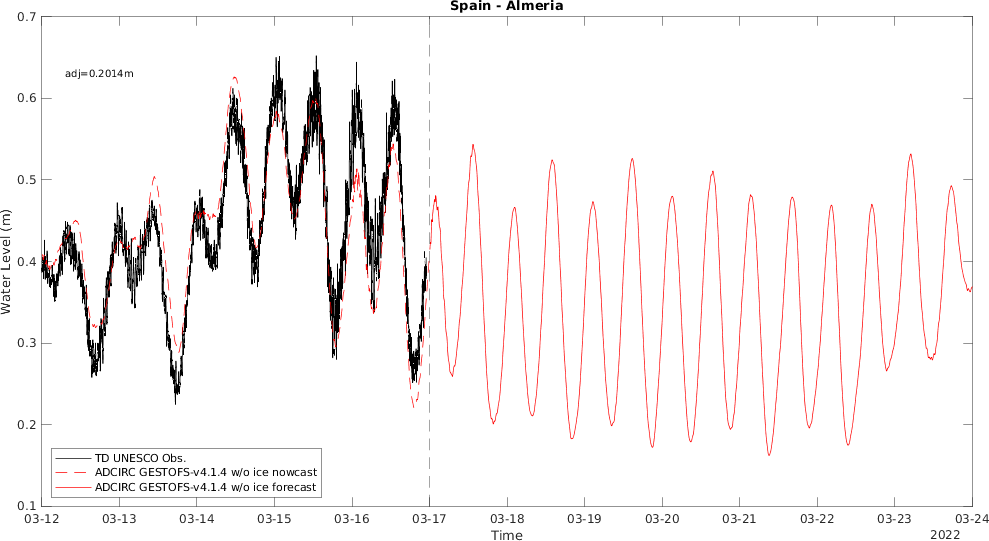 Spain - Almeria
0.7
0.6
0.5
0.4
0.3
0.2
0.1
Water Level (m)
adj=0.2014m
TD UNESCO Obs.
ADCIRC GESTOFS-v4.1.4 w/o ice nowcast
ADCIRC GESTOFS-v4.1.4 w/o ice forecast
03-12 03-13 03-14 03-15 03-16 03-17 03-18 03-19 03-20 03-21 03-22 03-23 03-24
Time
2022